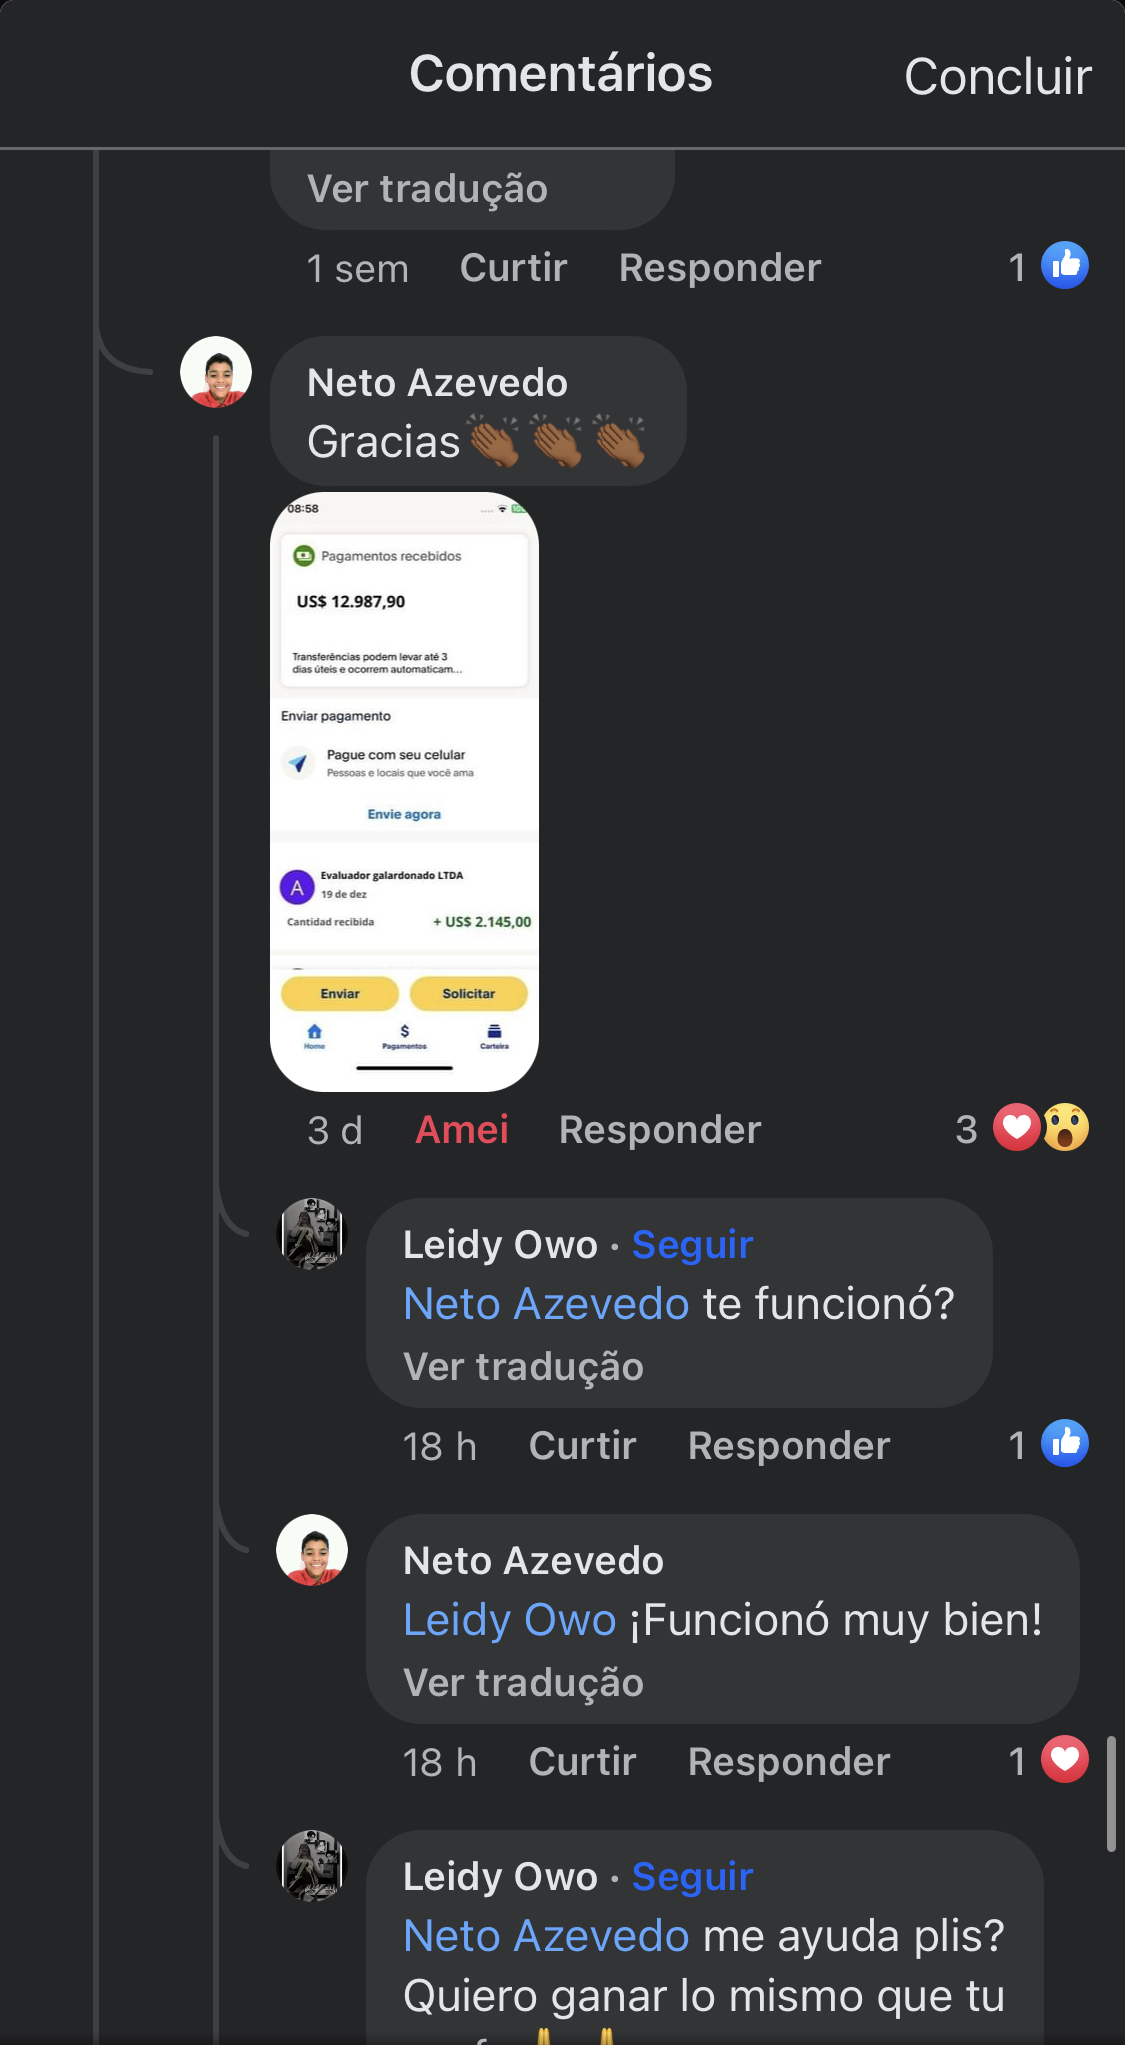 Comentários
Concluir
Ver tradução
1 sem Curtir Responder 1
Neto Azevedo
Gracias👏🏾👏🏾👏🏾
08:58
Pagamentos recebidos
US$ 12.987,90
Transferências podem levar até 3
dias úteis e ocorrem automaticam...
Enviar pagamento
Pague com seu celular
Pessoas e locais que você ama
Envie agora
A
Evaluador galardonado LTDA
19 de dez
Cantidad recibida + US$ 2.145,00
Enviar Solicitar
Home Pagamentos Carteira
3 d Amei Responder 3
Leidy Owo · Seguir
Neto Azevedo te funcionó?
Ver tradução
18 h Curtir Responder 1
Neto Azevedo
Leidy Owo ¡Funcionó muy bien!
Ver tradução
18 h Curtir Responder 1
Leidy Owo · Seguir
Neto Azevedo me ayuda plis?
Quiero ganar lo mismo que tu